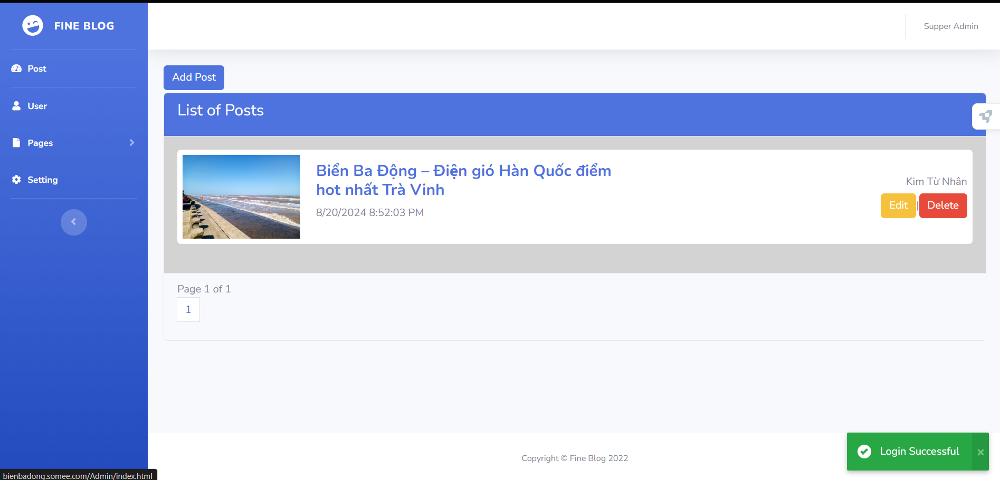 FINE BLOG
Supper Admin
Post
User
Pages
Setting
Add Post
List of Posts
Biển Ba Động – Điện gió Hàn Quốc điểm
hot nhất Trà Vinh
8/20/2024 8:52:03 PM
Kim Từ Nhân
Edit | Delete
Page 1 of 1
1
Copyright © Fine Blog 2022
Login Successful ×
bienbadong.somee.com/Admin/index.html